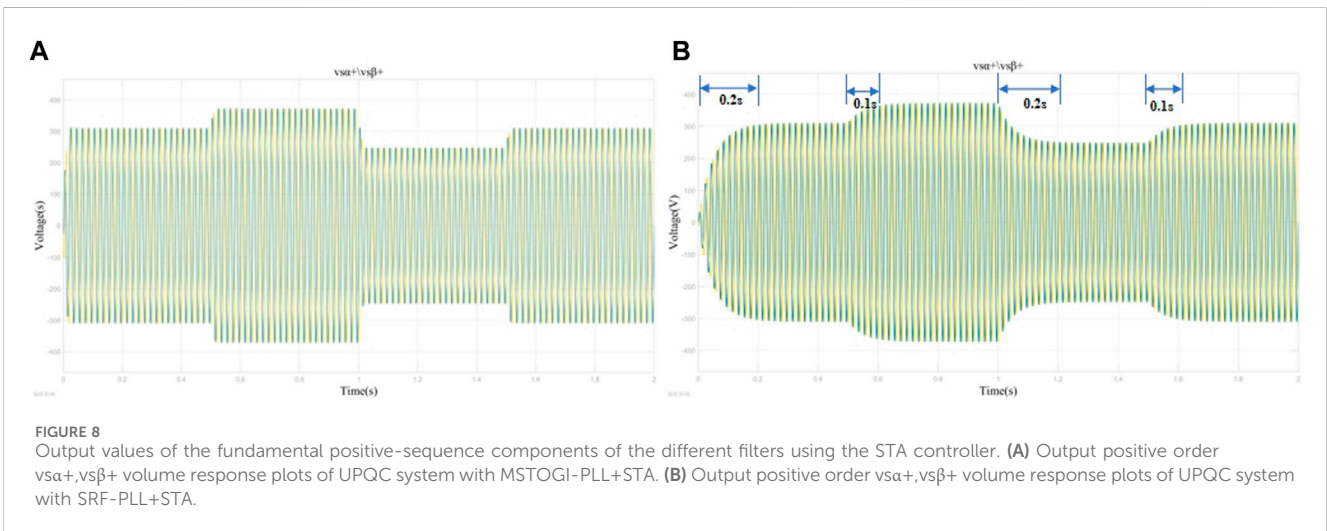 A
B
vsα+\vsβ+
400
300
200
100
0
-100
-200
-300
-400
Voltage(s)
0
0.2
0.4
0.6
0.8
1
1.2
1.4
1.6
1.8
2
Time(s)
vsα+\vsβ+
0.2s
0.1s
0.2s
0.1s
400
300
200
100
0
-100
-200
-300
-400
Voltage(V)
0
0.2
0.4
0.6
0.8
1
1.2
1.4
1.6
1.8
2
Time(s)
FIGURE 8
Output values of the fundamental positive-sequence components of the different filters using the STA controller. (A) Output positive order
vsα+,vsβ+ volume response plots of UPQC system with MSTOGI-PLL+STA. (B) Output positive order vsα+,vsβ+ volume response plots of UPQC system
with SRF-PLL+STA.